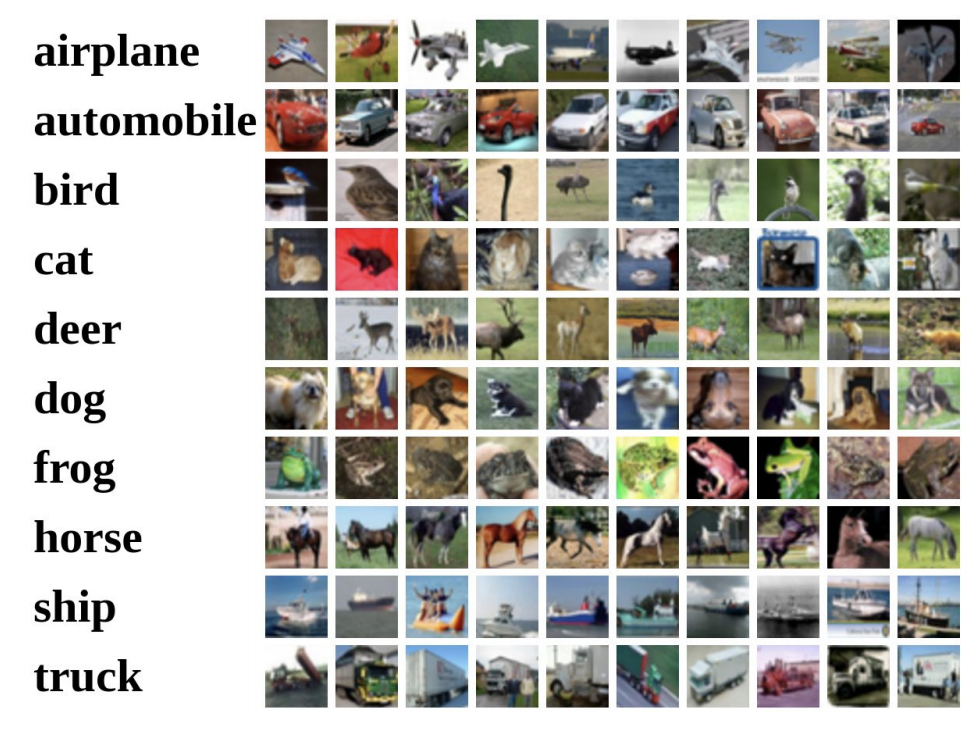 airplane
automobile
bird
cat
deer
dog
frog
horse
ship
truck